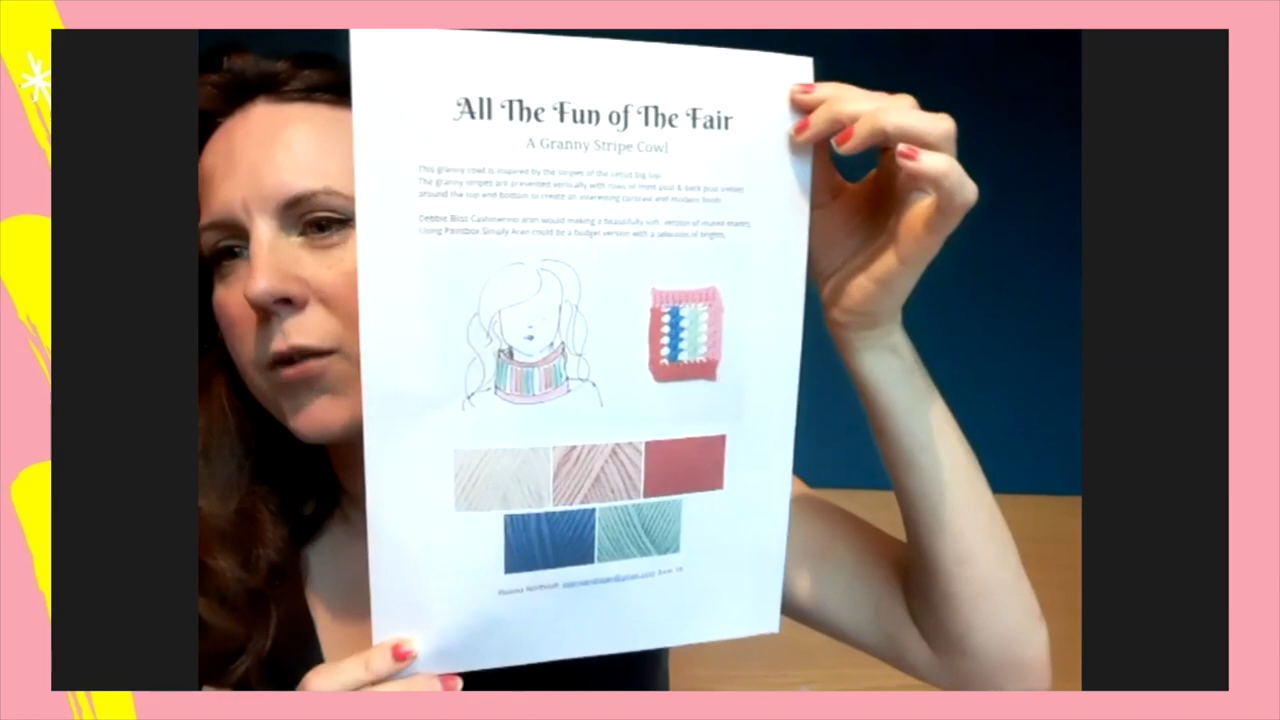 All The Fun of The Fair
A Granny Stripe Cowl
This granny cowl is inspired by the stripes of the circus big top.
The granny stripes are presented vertically with rows of front post & back post trebles
around the top and bottom to create an interesting contrast and modern finish.
Debbie Bliss Cashmerino aran would making a beautifully soft version of muted shades.
Using Paintbox Simply Aran could be a budget version with a selection of brights.